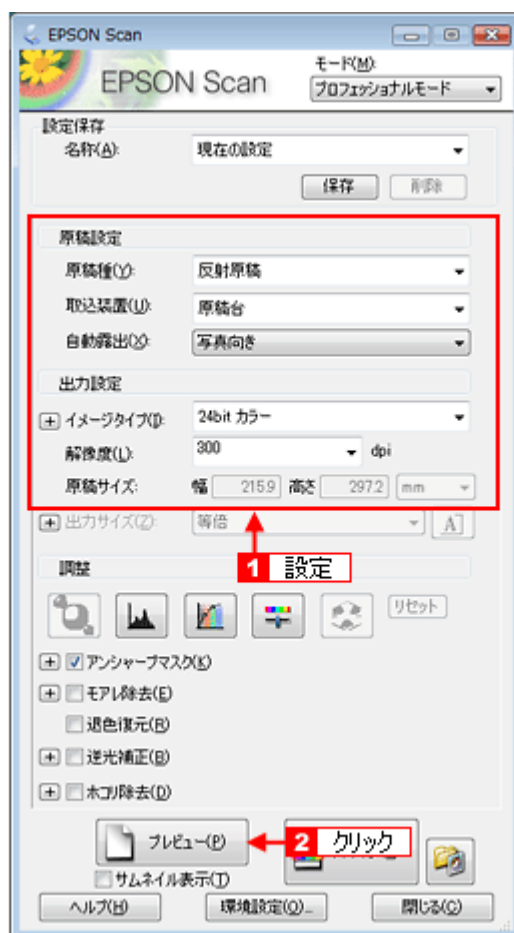 EPSON Scan
EPSON Scan
モード(M):
プロフェッショナルモード
設定保存
名称(A):
現在の設定
保存
削除
原稿設定
原稿種(Y):
反射原稿
取込装置(U):
原稿台
自動露出(X):
写真向き
出力設定
イメージタイプ(I):
24bit カラー
解像度(L):
300
dpi
原稿サイズ:
幅 215.9 高さ 297.2 mm
出力サイズ(Z):
等倍
1 設定
調整
リセット
アンシャープマスク(K)
モアレ除去(E)
退色復元(R)
逆光補正(B)
ホコリ除去(D)
プレビュー(P)
2 クリック
サムネイル表示(T)
ヘルプ(H)
環境設定(O)...
閉じる(C)